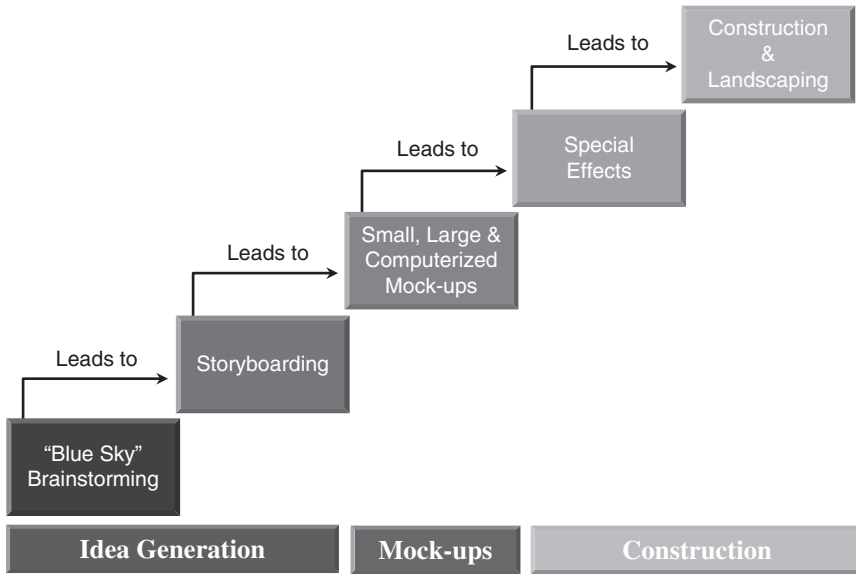 Leads to
Construction
&
Landscaping
Leads to
Special
Effects
Leads to
Small, Large &
Computerized
Mock-ups
Leads to
Storyboarding
“Blue Sky”
Brainstorming
Idea Generation
Mock-ups
Construction